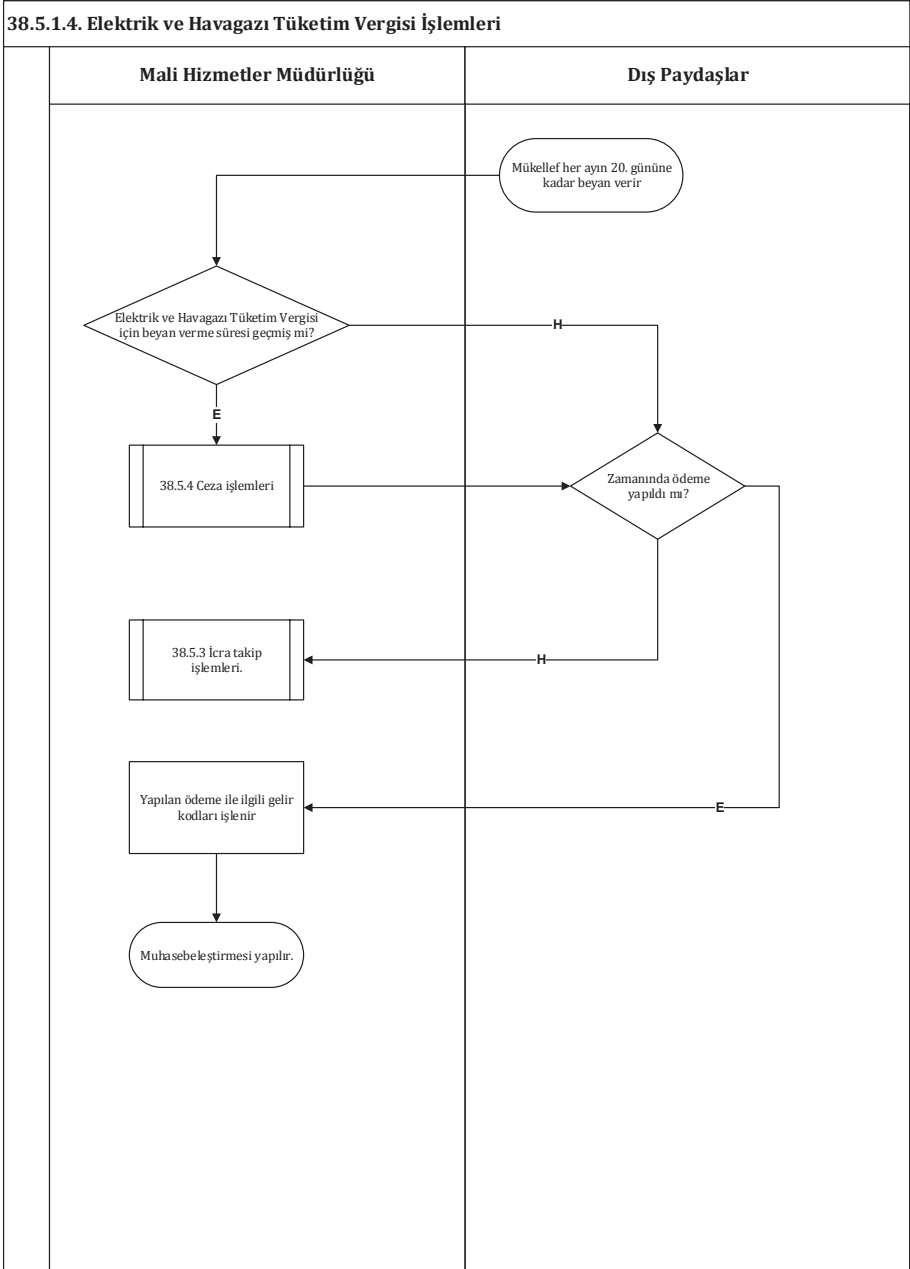 38.5.1.4. Elektrik ve Havagazı Tüketim Vergisi İşlemleri
Mali Hizmetler Müdürlüğü
Dış Paydaşlar
Mükellef her ayın 20. gününe
kadar beyan verir
Elektrik ve Havagazı Tüketim Vergisi
için beyan verme süresi geçmiş mi?
H
E
38.5.4 Ceza işlemleri
Zamanında ödeme
yapıldı mı?
38.5.3 İcra takip
işlemleri.
H
Yapılan ödeme ile ilgili gelir
kodları işlenir
E
Muhasebeleştirmesi yapılır.